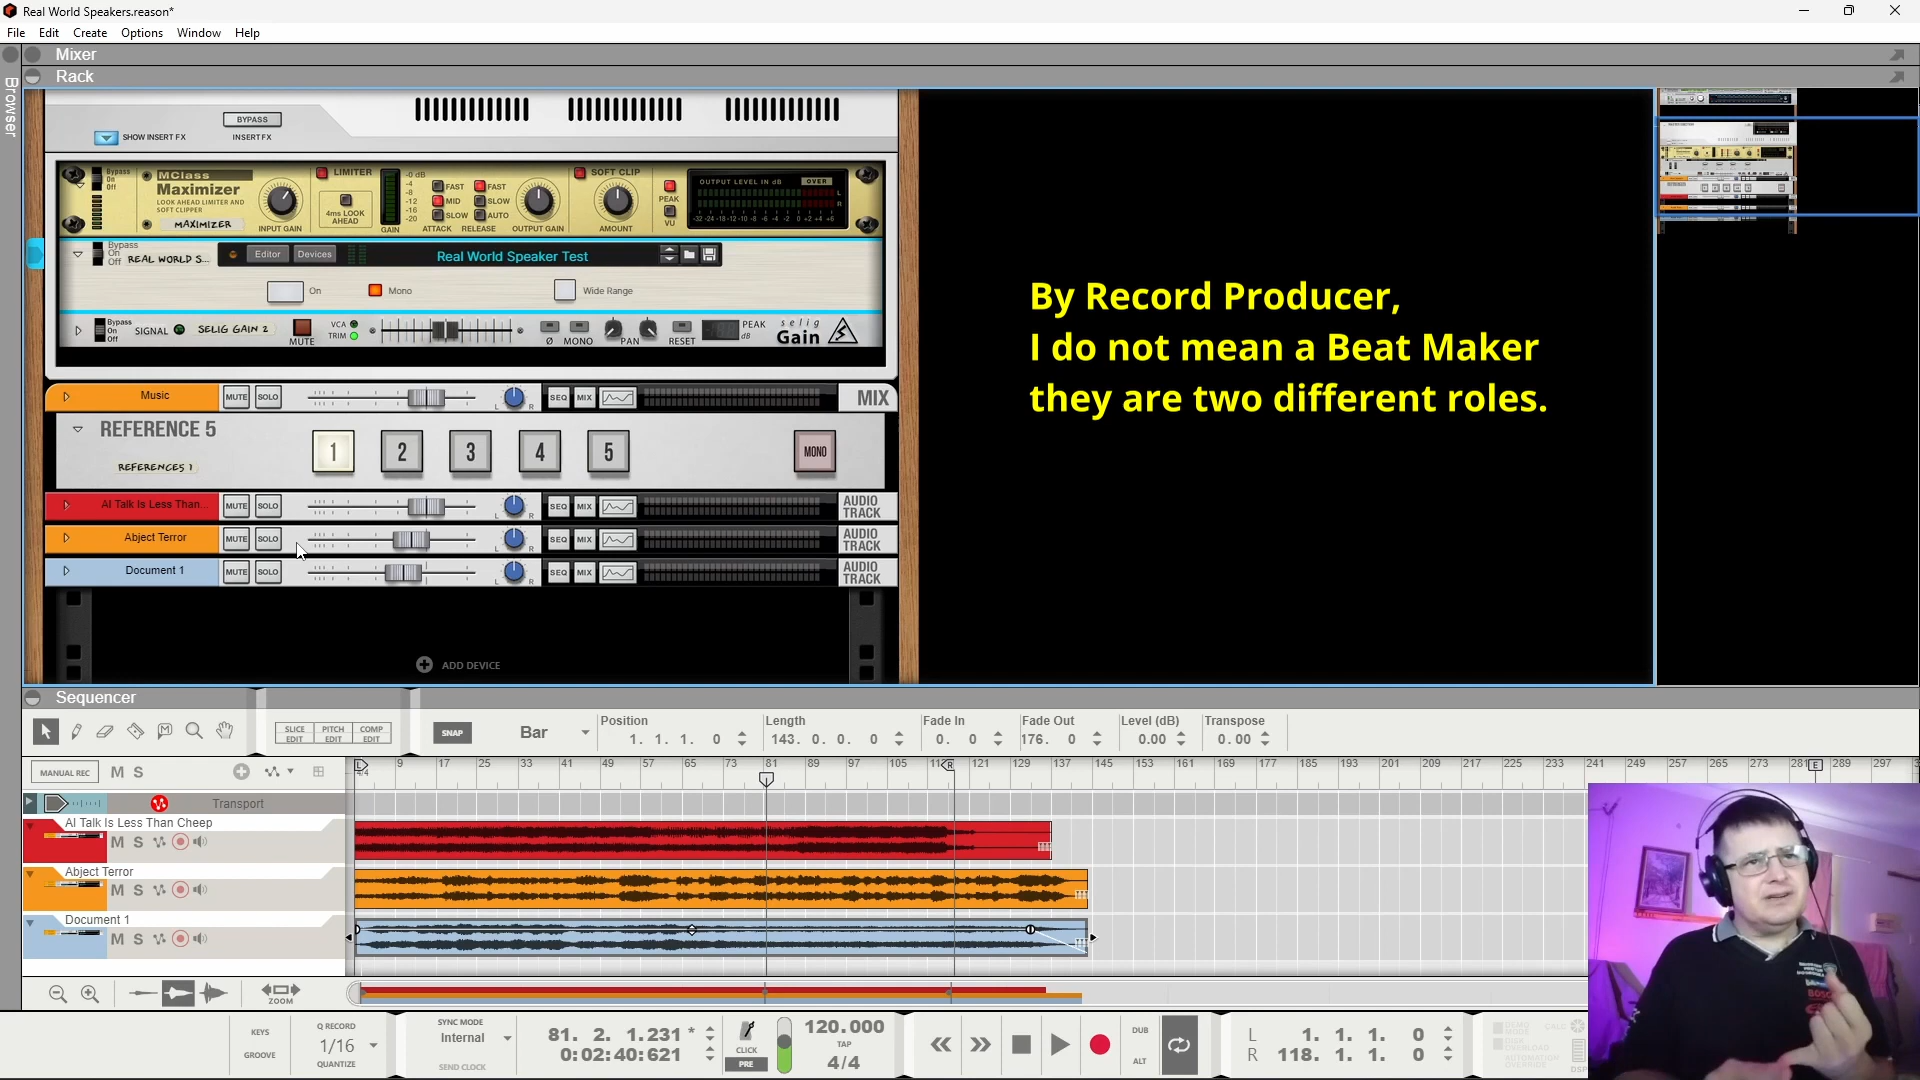 Real World Speakers.reason*
File Edit Create Options Window Help
Mixer
Rack
Browser
BYPASS
SHOW INSERT FX
INSERT FX
Bypass
On
Off
MClass
Maximizer
LOOK AHEAD LIMITER AND
SOFT CLIPPER
MAXIMIZER
INPUT GAIN
LIMITER
4ms LOOK
AHEAD
-0 dB
-4
-8
-12
-16
-20
GAIN
FAST
MID
SLOW
ATTACK
FAST
SLOW
AUTO
RELEASE
OUTPUT GAIN
SOFT CLIP
AMOUNT
PEAK
VU
OUTPUT LEVEL IN dB OVER
L
R
Bypass
On
Off
REAL WORLD S...
Editor Devices
Real World Speaker Test
On
Mono
Wide Range
Bypass
On
Off
SIGNAL
SELIG GAIN 2
MUTE
VCA
TRIM
Ø
MONO
PAN
RESET
PEAK
dB
selig
Gain
Music MUTE SOLO L R SEQ MIX MIX
REFERENCE 5
REFERENCES 1
1 2 3 4 5 MONO
AI Talk Is Less Than... MUTE SOLO L R SEQ MIX AUDIO TRACK
Abject Terror MUTE SOLO L R SEQ MIX AUDIO TRACK
Document 1 MUTE SOLO L R SEQ MIX AUDIO TRACK
ADD DEVICE
By Record Producer,
I do not mean a Beat Maker
they are two different roles.
Sequencer
SLICE EDIT PITCH EDIT COMP EDIT
SNAP
Bar
Position Length Fade In Fade Out Level (dB) Transpose
1. 1. 1. 0 143. 0. 0. 0 0. 0 176. 0 0.00 0.00
MANUAL REC M S
L 4/4 9 17 25 33 41 49 57 65 73 81 89 97 105 R 121 129 137 145 153 161 169 177 185 193 201 209 217 225 233 241 249 257 265 273 281 E 289 297
Transport
AI Talk Is Less Than Cheep
M S
Abject Terror
M S
Document 1
M S
ZOOM
KEYS
GROOVE
Q RECORD
1/16
QUANTIZE
SYNC MODE
Internal
SEND CLOCK
81. 2. 1.231 *
0:02:40:621
CLICK
PRE
120.000
TAP
4/4
DUB
ALT
L 1. 1. 1. 0
R 118. 1. 1. 0
DEMO MODE
CALC
AUTOMATION OVERRIDE
DSP
BOSCH